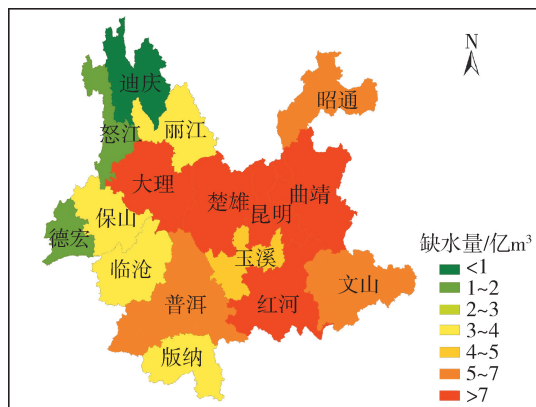 N
迪庆
昭通
怒江
丽江
大理
楚雄
昆明
曲靖
保山
德宏
临沧
玉溪
普洱
红河
文山
版纳
缺水量/亿m³
<1
1~2
2~3
3~4
4~5
5~7
>7